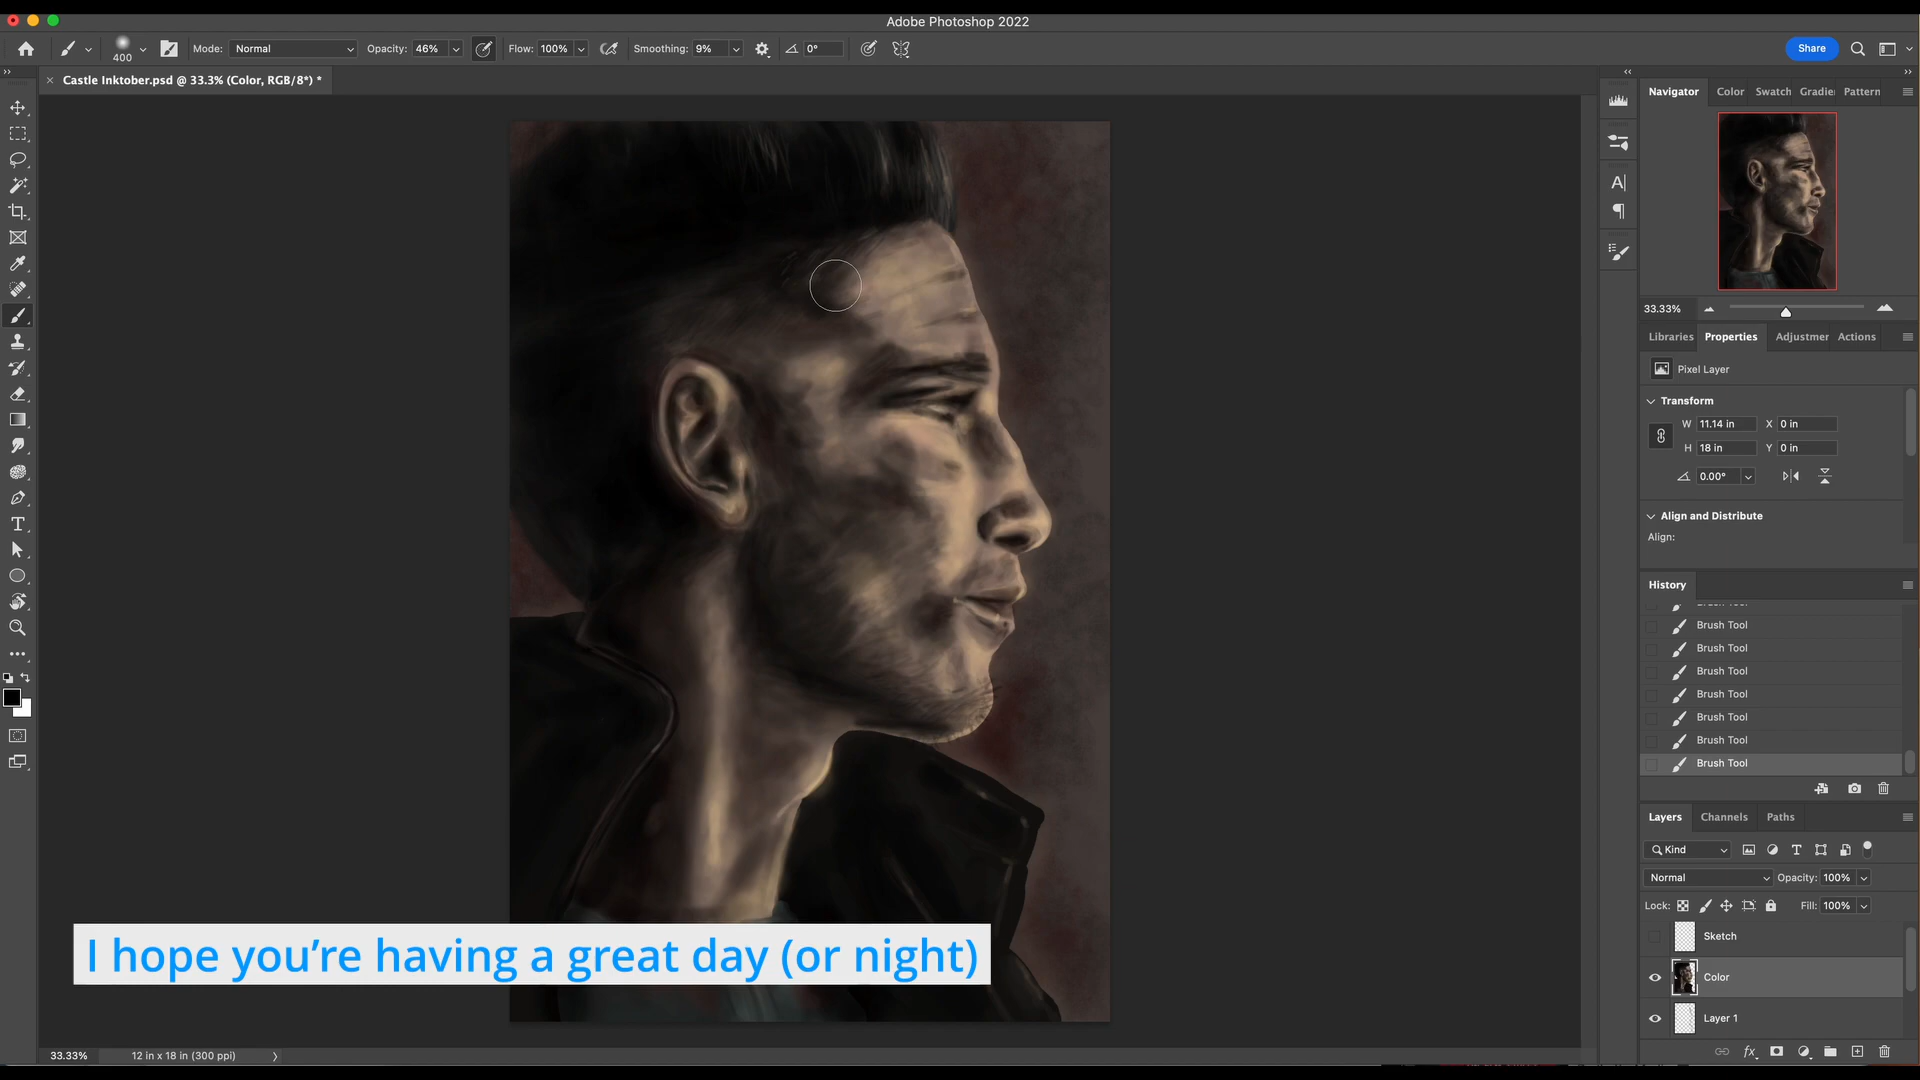 Adobe Photoshop 2022
400
Mode: Normal Opacity: 46% Flow: 100% Smoothing: 9% 0° Share
Castle Inktober.psd @ 33.3% (Color, RGB/8*) *
Navigator Color Swatch Gradie Pattern
33.33%
Libraries Properties Adjustmer Actions
Pixel Layer
Transform
W 11.14 in X 0 in
H 18 in Y 0 in
0.00°
Align and Distribute
Align:
History
Brush Tool
Brush Tool
Brush Tool
Brush Tool
Brush Tool
Brush Tool
Brush Tool
Layers Channels Paths
Kind
Normal Opacity: 100%
Lock: Fill: 100%
Sketch
Color
Layer 1
I hope you’re having a great day (or night)
33.33% 12 in x 18 in (300 ppi)